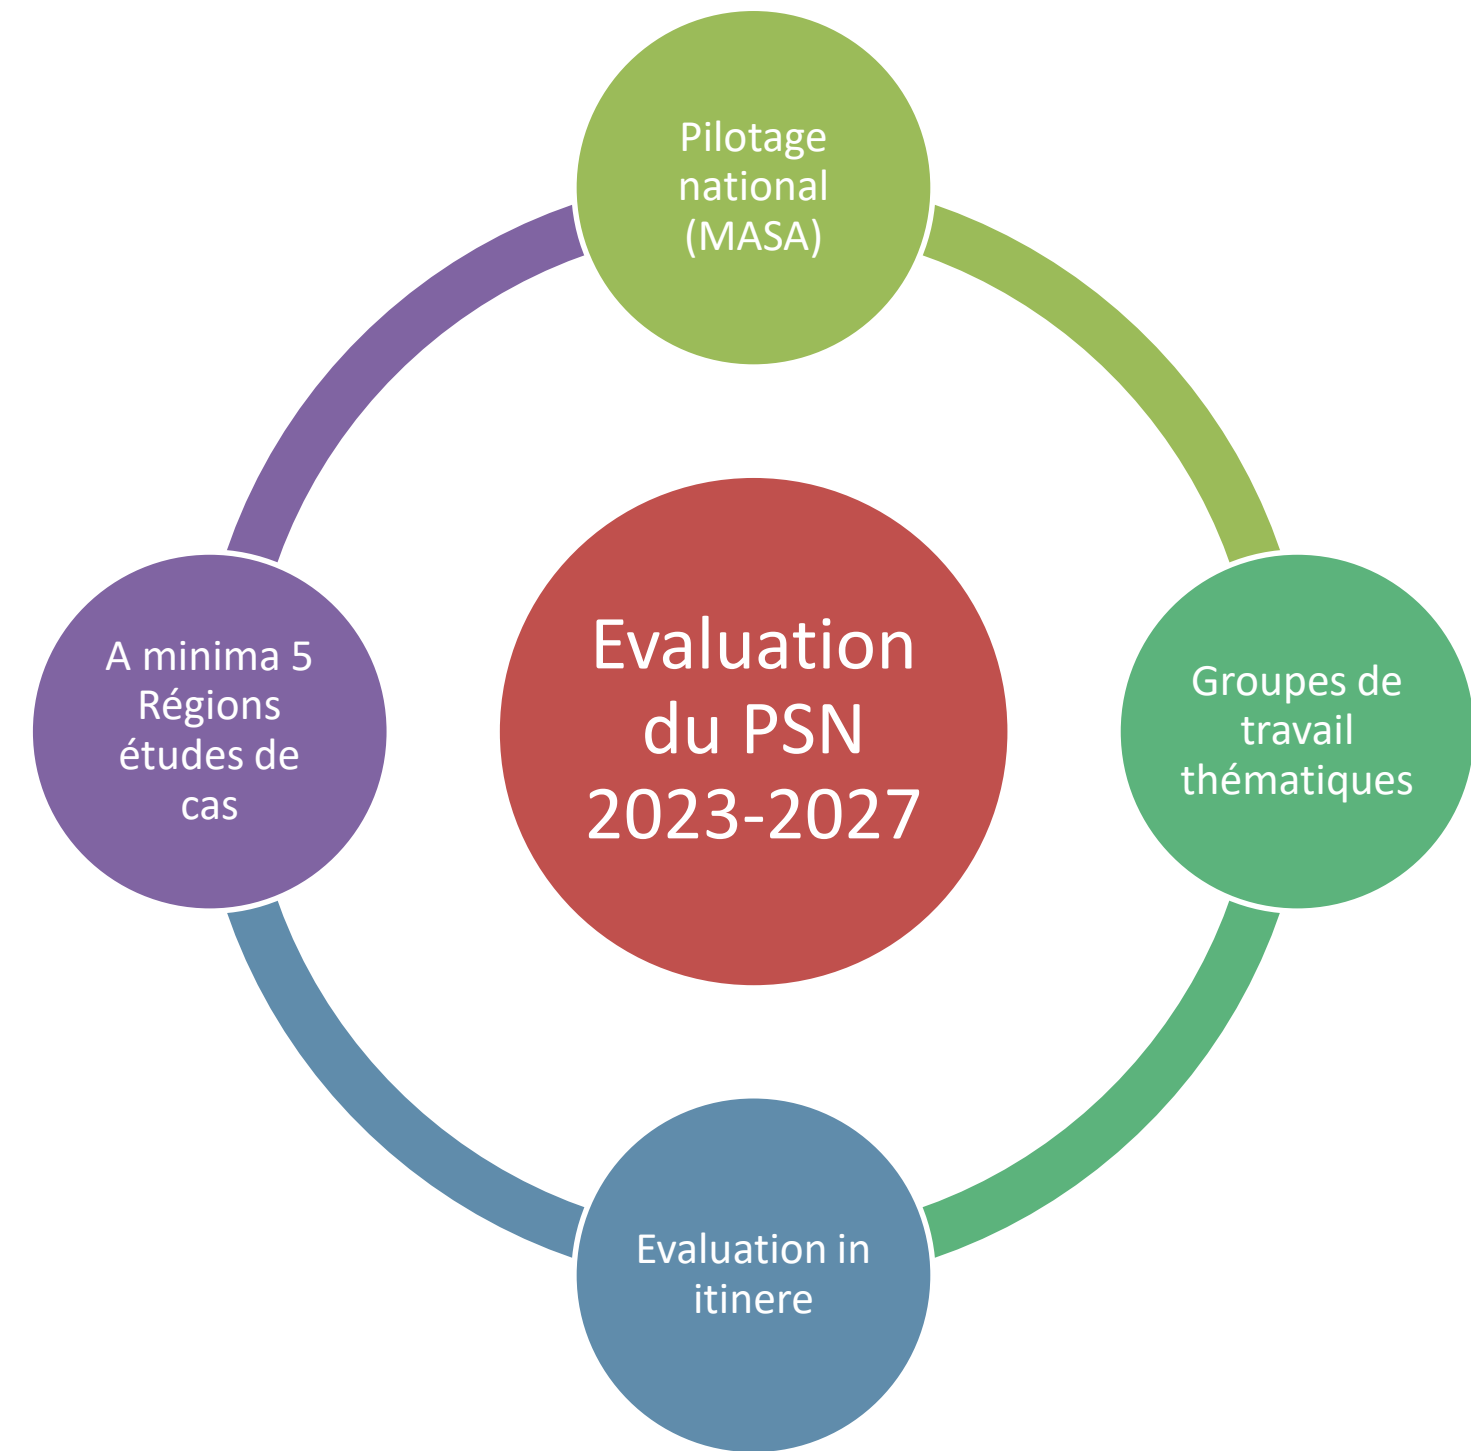 Pilotage
national
(MASA)
A minima 5
Régions
études de
cas
Evaluation
du PSN
2023-2027
Groupes de
travail
thématiques
Evaluation in
itinere